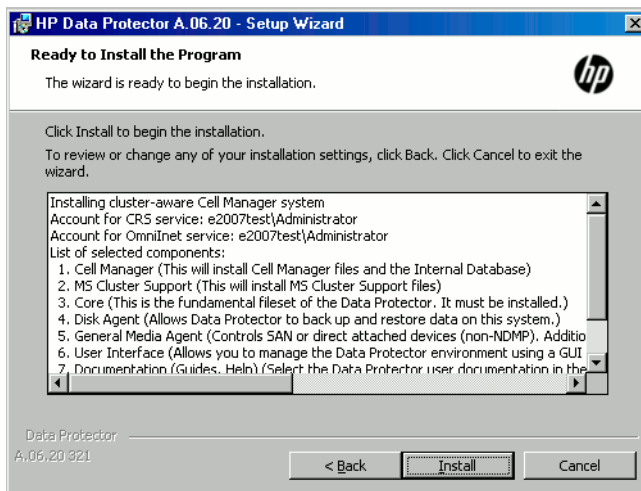 HP Data Protector A.06.20 - Setup Wizard
Ready to Install the Program
The wizard is ready to begin the installation.
hp
Click Install to begin the installation.
To review or change any of your installation settings, click Back. Click Cancel to exit the
wizard.
Installing cluster-aware Cell Manager system
Account for CRS service: e2007test\Administrator
Account for OmniInet service: e2007test\Administrator
List of selected components:
1. Cell Manager (This will install Cell Manager files and the Internal Database)
2. MS Cluster Support (This will install MS Cluster Support files)
3. Core (This is the fundamental fileset of the Data Protector. It must be installed.)
4. Disk Agent (Allows Data Protector to back up and restore data on this system.)
5. General Media Agent (Controls SAN or direct attached devices (non-NDMP). Additio
6. User Interface (Allows you to manage the Data Protector environment using a GUI
7. Documentation (Guides, Help) (Select the Data Protector user documentation in the
Data Protector
A.06.20 321
< Back
Install
Cancel